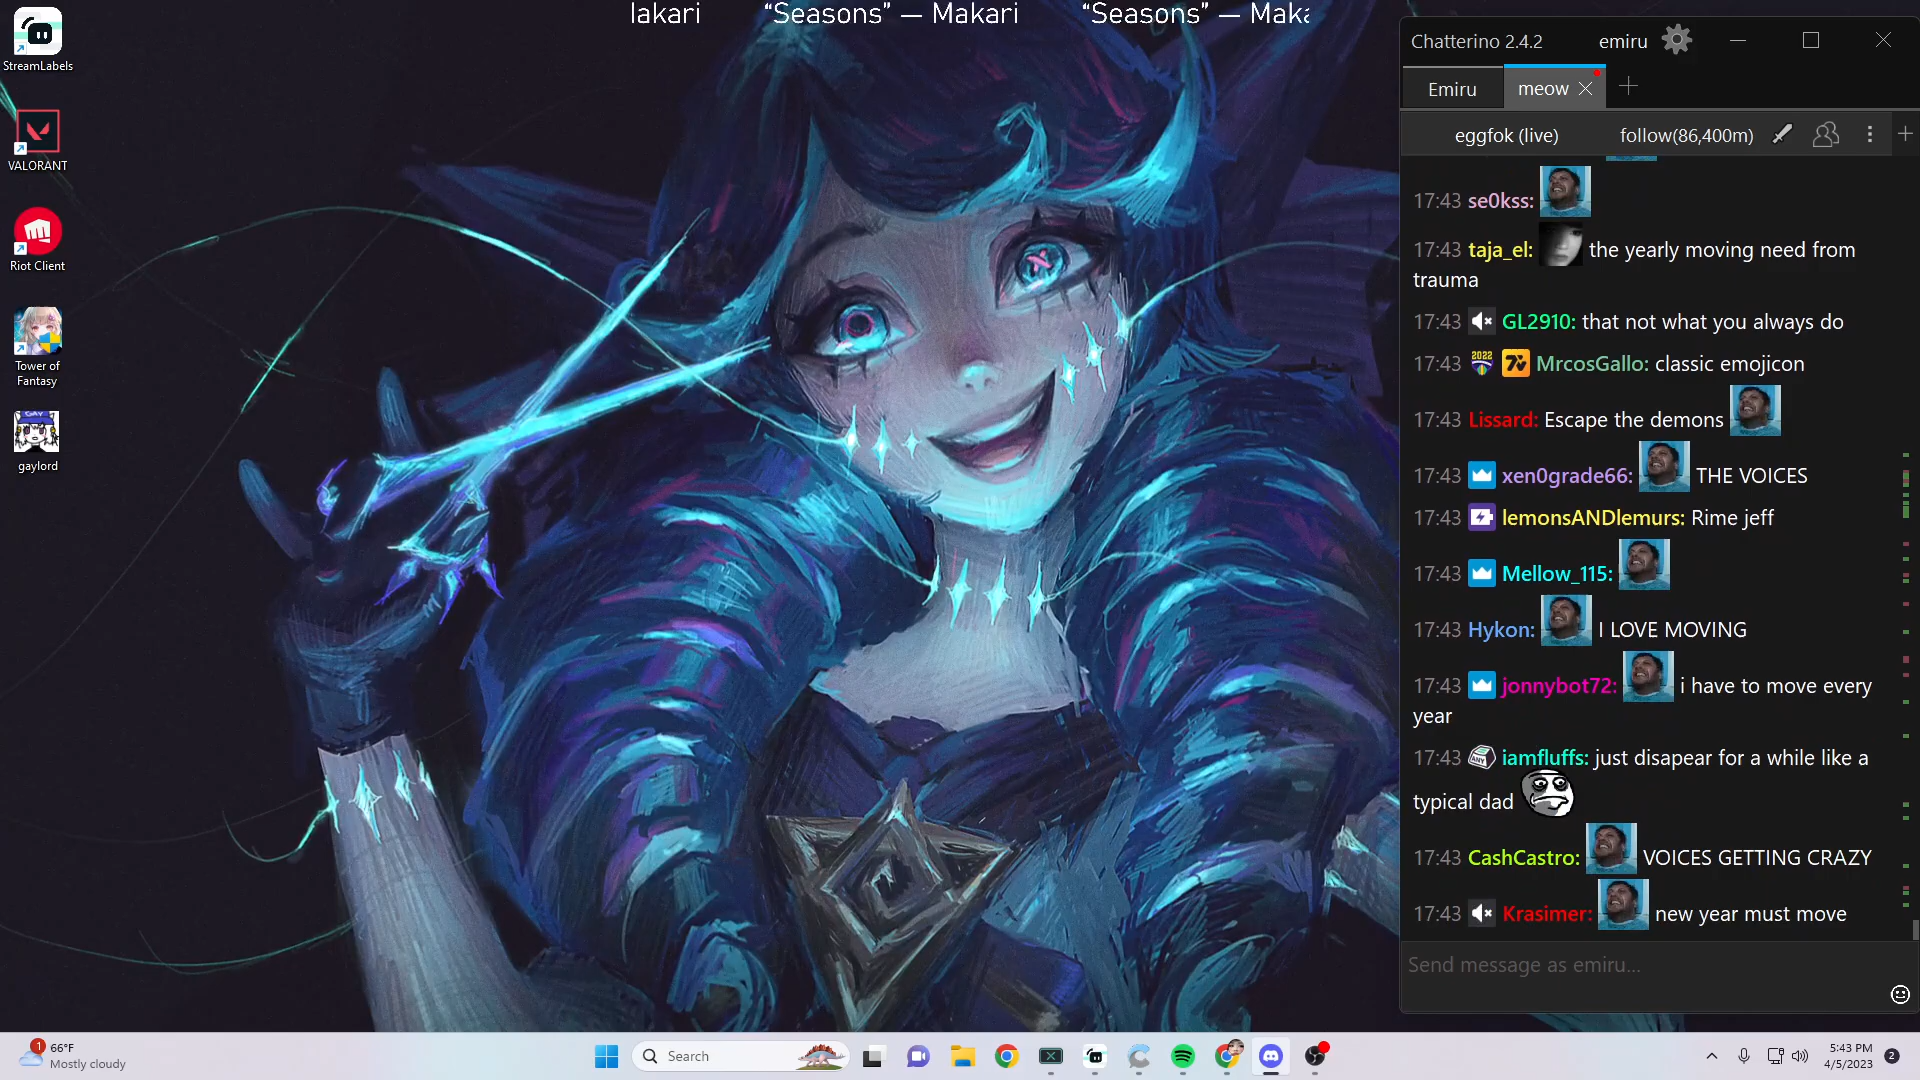 lakari “Seasons” — Makari “Seasons” — Maka
StreamLabels
VALORANT
Riot Client
Tower of
Fantasy
GAY
gaylord
Chatterino 2.4.2 emiru
Emiru meow
eggfok (live) follow(86,400m)
17:43 se0kss:
17:43 taja_el: the yearly moving need from
trauma
17:43 GL2910: that not what you always do
17:43 2022 MrcosGallo: classic emojicon
17:43 Lissard: Escape the demons
17:43 xen0grade66: THE VOICES
17:43 lemonsANDlemurs: Rime jeff
17:43 Mellow_115:
17:43 Hykon: I LOVE MOVING
17:43 jonnybot72: i have to move every
year
17:43 ANY iamfluffs: just disapear for a while like a
typical dad
17:43 CashCastro: VOICES GETTING CRAZY
17:43 Krasimer: new year must move
Send message as emiru...
1
66°F
Mostly cloudy
Search
5:43 PM
4/5/2023
2